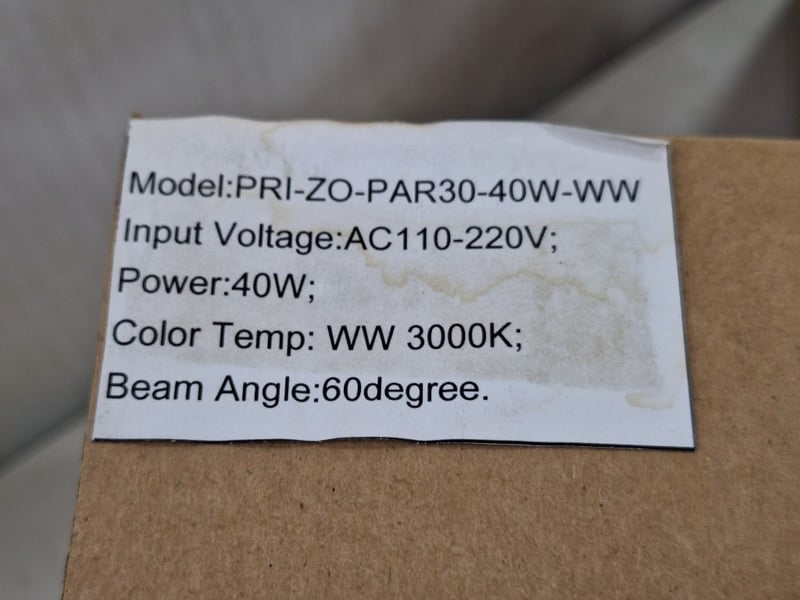 Model:PRI-ZO-PAR30-40W-WW
Input Voltage:AC110-220V;
Power:40W;
Color Temp: WW 3000K;
Beam Angle:60degree.